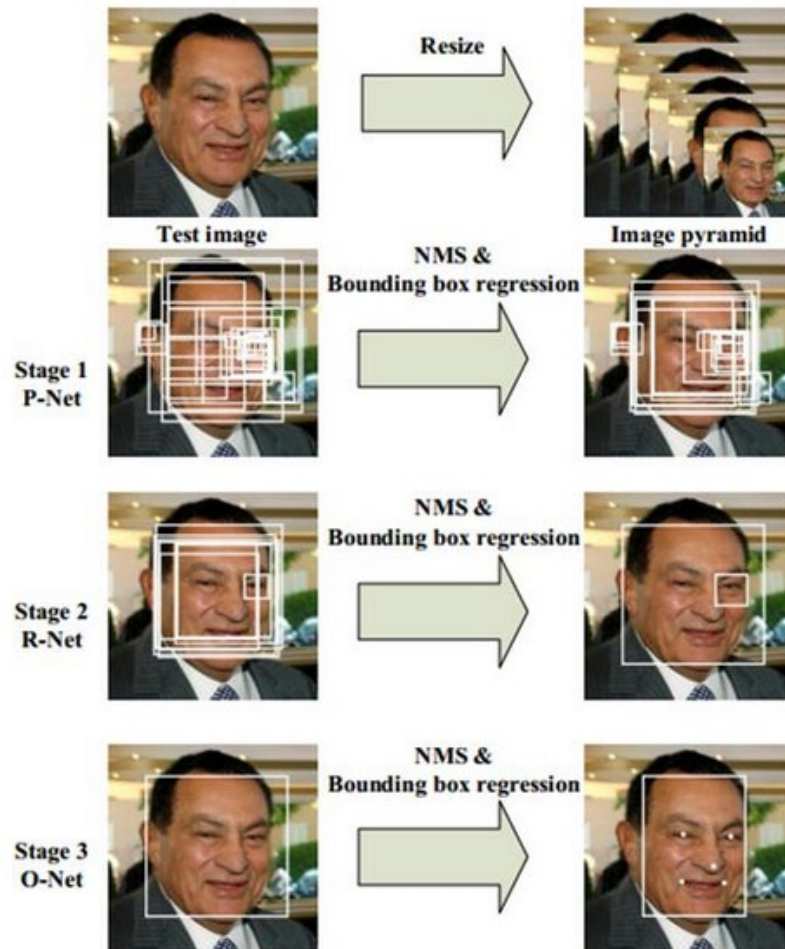 Resize
Test image
Image pyramid
NMS &
Bounding box regression
Stage 1
P-Net
NMS &
Bounding box regression
Stage 2
R-Net
NMS &
Bounding box regression
Stage 3
O-Net